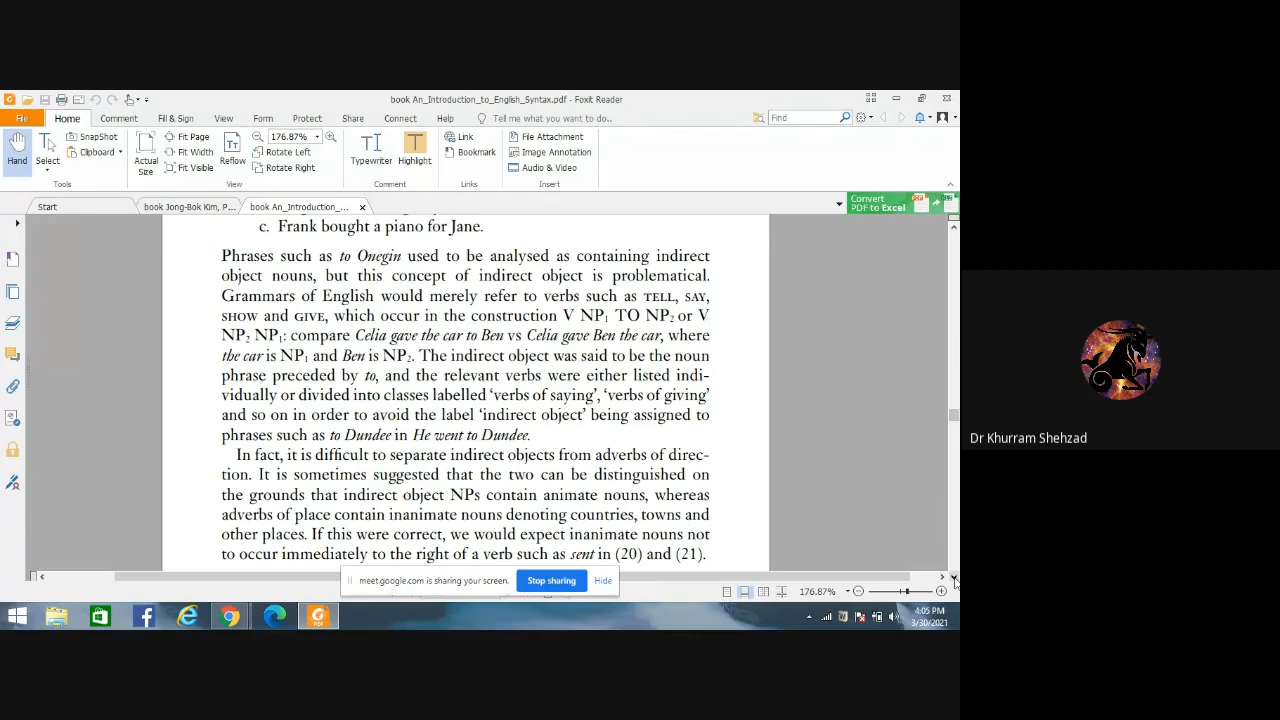 book An_Introduction_to_English_Syntax.pdf - Foxit Reader
File Home Comment Fill & Sign View Form Protect Share Connect Help Tell me what you want to do.. Find
Hand
Select
SnapShot
Clipboard
Tools
Actual Size
Fit Page
Fit Width
Fit Visible
Reflow
176.87%
Rotate Left
Rotate Right
View
Typewriter
Highlight
Comment
Link
Bookmark
Links
File Attachment
Image Annotation
Audio & Video
Insert
Start
book Jong-Bok Kim, P...
book An_Introduction_...
Convert
PDF to Excel
c. Frank bought a piano for Jane.
Phrases such as to Onegin used to be analysed as containing indirect
object nouns, but this concept of indirect object is problematical.
Grammars of English would merely refer to verbs such as TELL, SAY,
SHOW and GIVE, which occur in the construction V NP1 TO NP2 or V
NP2 NP1: compare Celia gave the car to Ben vs Celia gave Ben the car, where
the car is NP1 and Ben is NP2. The indirect object was said to be the noun
phrase preceded by to, and the relevant verbs were either listed indi-
vidually or divided into classes labelled ‘verbs of saying’, ‘verbs of giving’
and so on in order to avoid the label ‘indirect object’ being assigned to
phrases such as to Dundee in He went to Dundee.
In fact, it is difficult to separate indirect objects from adverbs of direc-
tion. It is sometimes suggested that the two can be distinguished on
the grounds that indirect object NPs contain animate nouns, whereas
adverbs of place contain inanimate nouns denoting countries, towns and
other places. If this were correct, we would expect inanimate nouns not
to occur immediately to the right of a verb such as sent in (20) and (21).
meet.google.com is sharing your screen.
Stop sharing
Hide
176.87%
4:05 PM
3/30/2021
Dr Khurram Shehzad